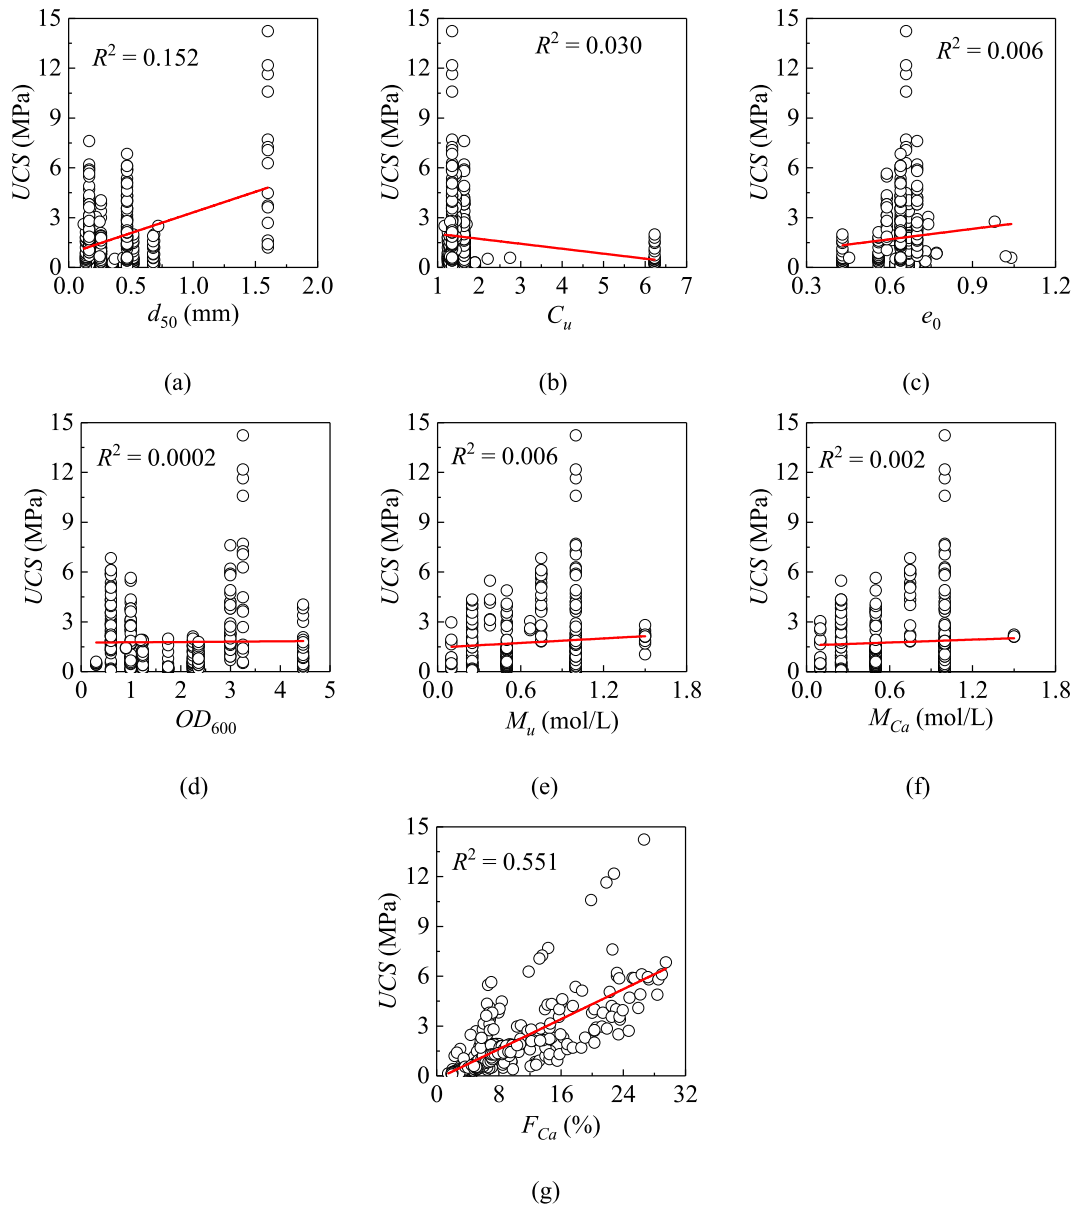 15
12
9
6
3
0
UCS (MPa)
R² = 0.152
0.0 0.5 1.0 1.5 2.0
d₅₀ (mm)
(a)
15
12
9
6
3
0
UCS (MPa)
R² = 0.030
1 2 3 4 5 6 7
Cᵤ
(b)
15
12
9
6
3
0
UCS (MPa)
R² = 0.006
0.3 0.6 0.9 1.2
e₀
(c)
15
12
9
6
3
0
UCS (MPa)
R² = 0.0002
0 1 2 3 4 5
OD₆₀₀
(d)
15
12
9
6
3
0
UCS (MPa)
R² = 0.006
0.0 0.6 1.2 1.8
Mᵤ (mol/L)
(e)
15
12
9
6
3
0
UCS (MPa)
R² = 0.002
0.0 0.6 1.2 1.8
M_Ca (mol/L)
(f)
15
12
9
6
3
0
UCS (MPa)
R² = 0.551
0 8 16 24 32
F_Ca (%)
(g)